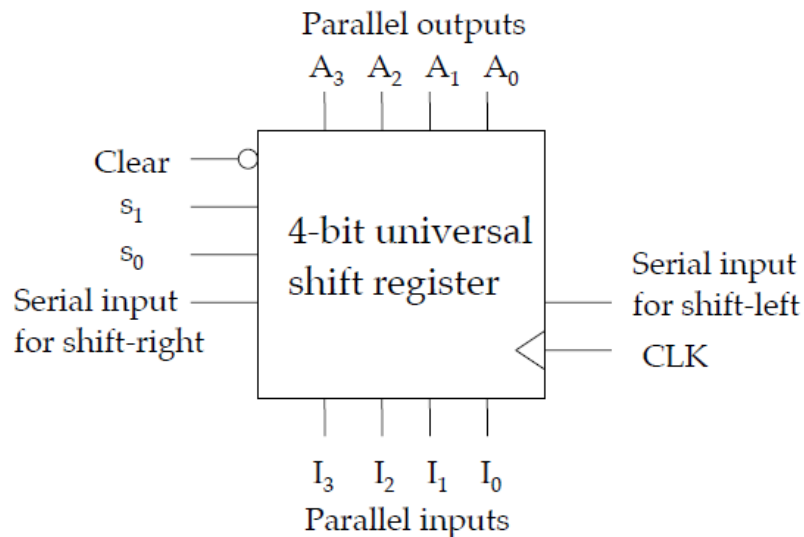 Parallel outputs
A₃ A₂ A₁ A₀
Clear
s₁
s₀
Serial input
for shift-right
4-bit universal
shift register
Serial input
for shift-left
CLK
I₃ I₂ I₁ I₀
Parallel inputs